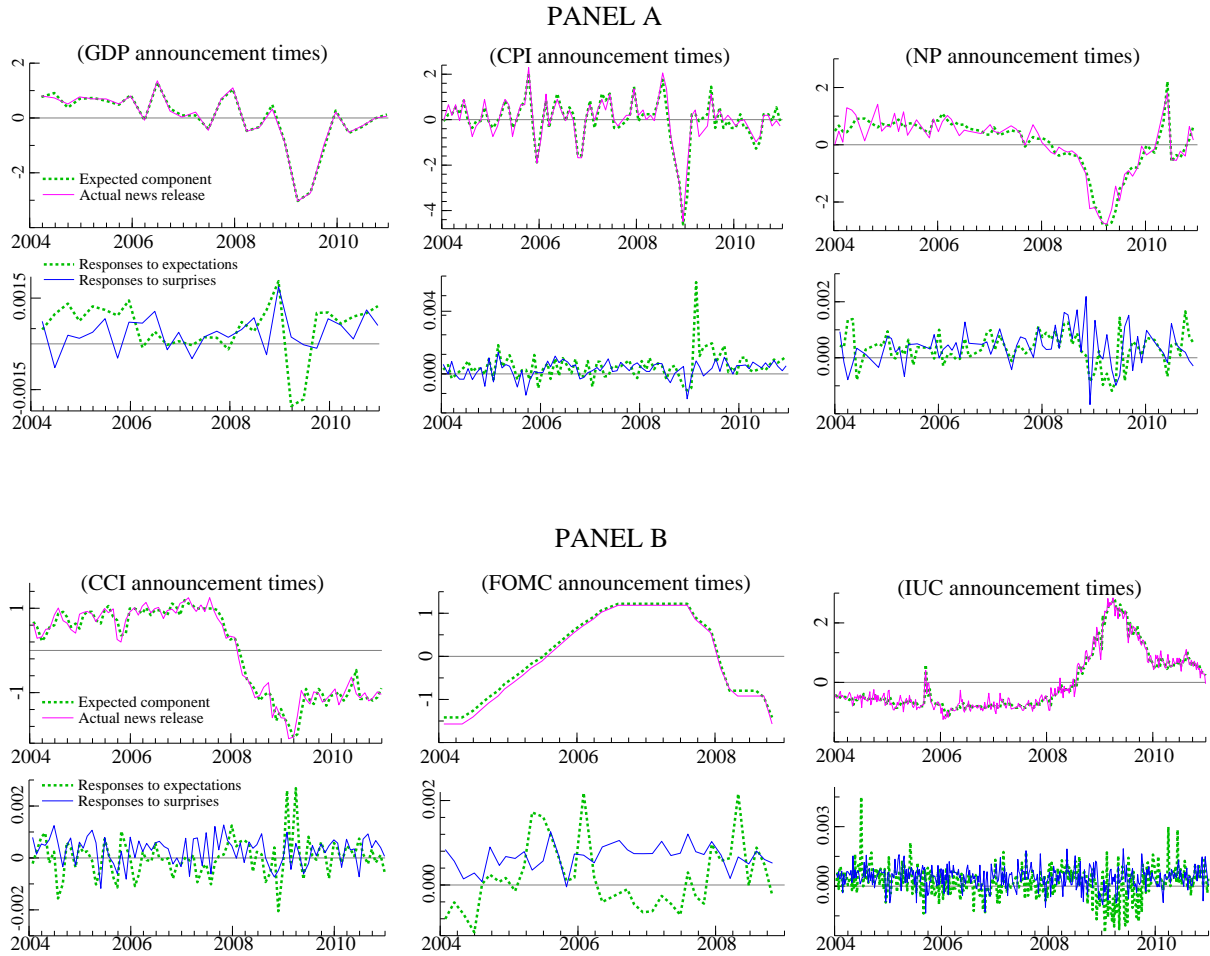 PANEL A
(GDP announcement times)
2
0
-2
Expected component
Actual news release
2004 2006 2008 2010
(CPI announcement times)
2
0
-2
-4
2004 2006 2008 2010
(NP announcement times)
2
0
-2
2004 2006 2008 2010
Responses to expectations
Responses to surprises
0.0015
-0.0015
2004 2006 2008 2010
0.004
0.000
2004 2006 2008 2010
0.002
0.000
2004 2006 2008 2010
PANEL B
(CCI announcement times)
1
-1
Expected component
Actual news release
2004 2006 2008 2010
(FOMC announcement times)
1
0
-1
2004 2006 2008
(IUC announcement times)
2
0
2004 2006 2008 2010
Responses to expectations
Responses to surprises
0.002
0
-0.002
2004 2006 2008 2010
0.002
0.000
2004 2006 2008
0.003
0.000
2004 2006 2008 2010